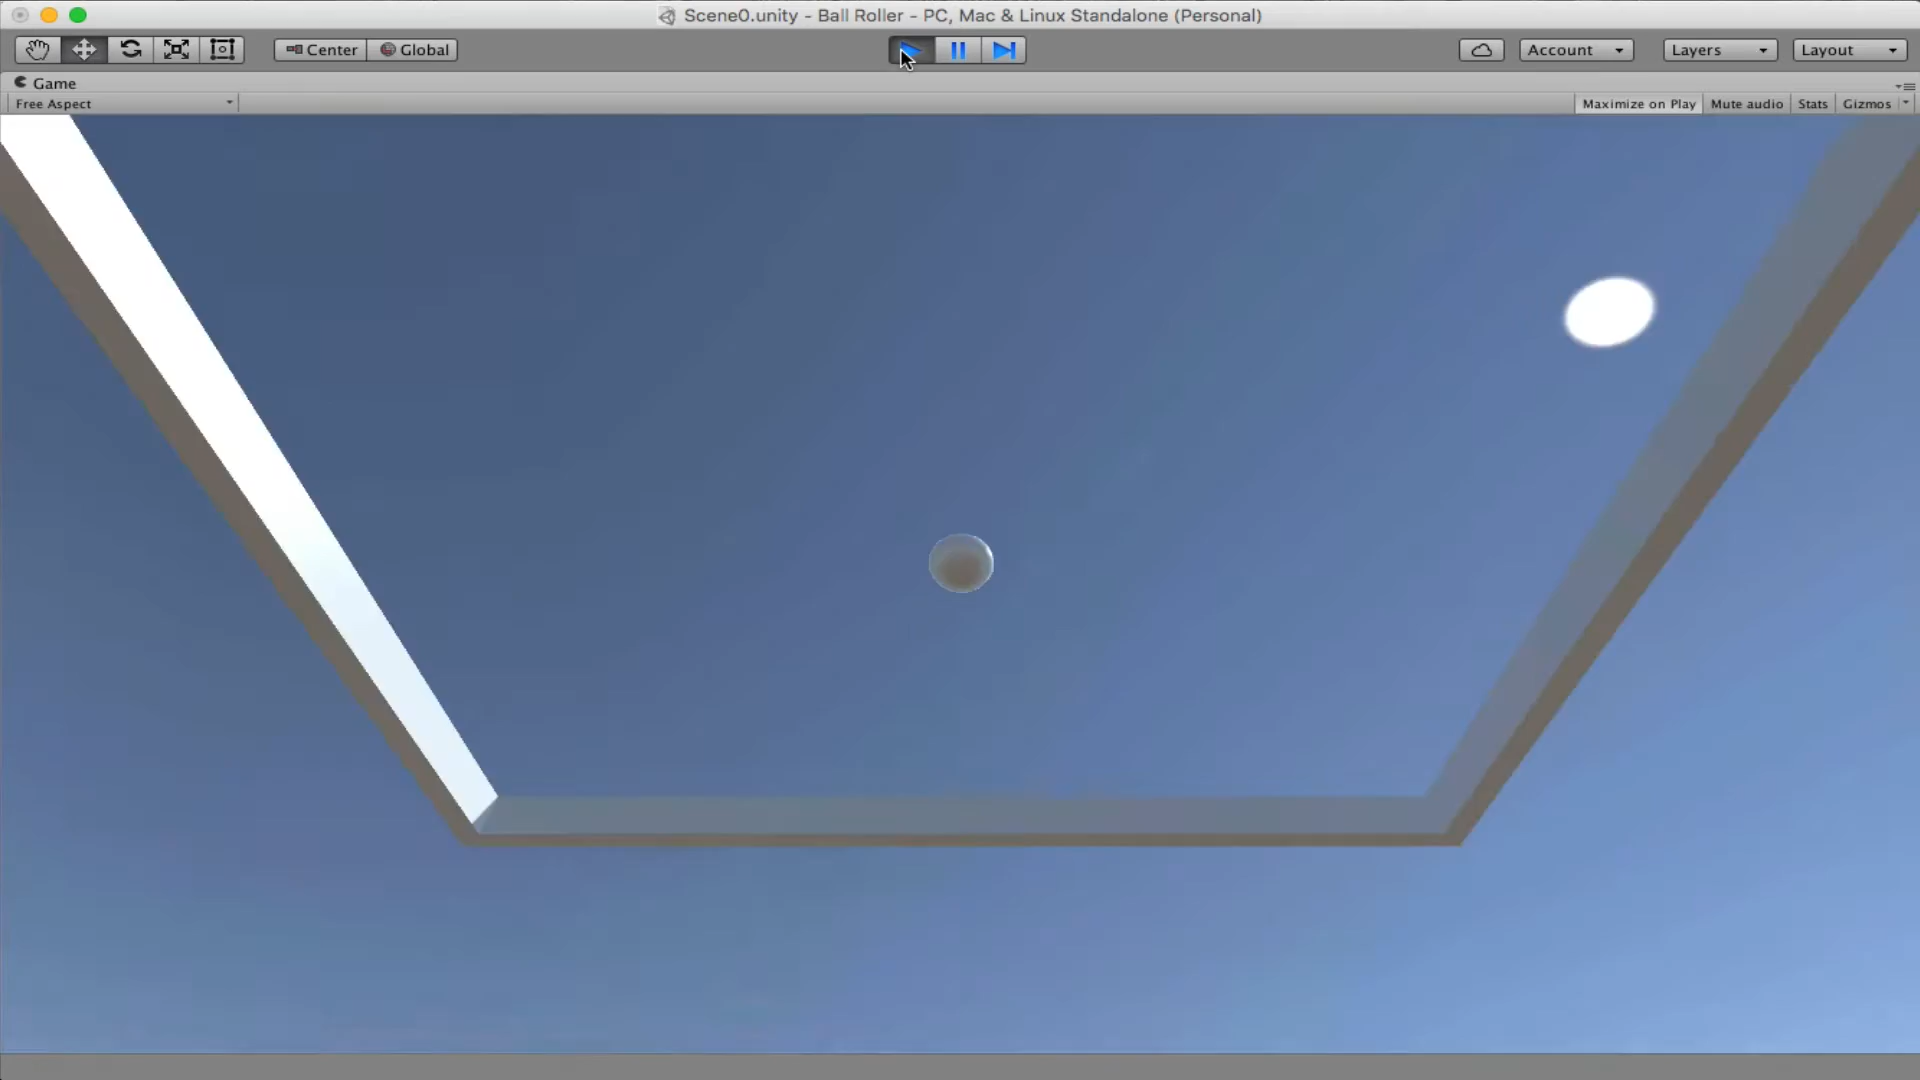 Scene0.unity - Ball Roller - PC, Mac & Linux Standalone (Personal)
Center Global Account Layers Layout
Game
Free Aspect Maximize on Play Mute audio Stats Gizmos